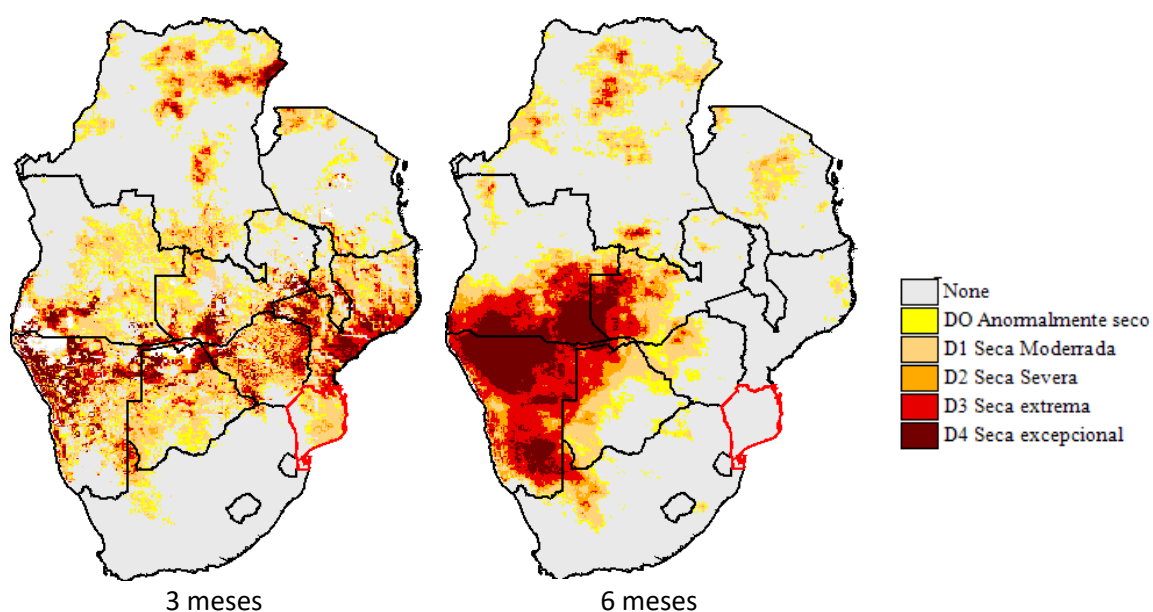 None
DO Anormalmente seco
D1 Seca Moderrada
D2 Seca Severa
D3 Seca extrema
D4 Seca excepcional
3 meses
6 meses